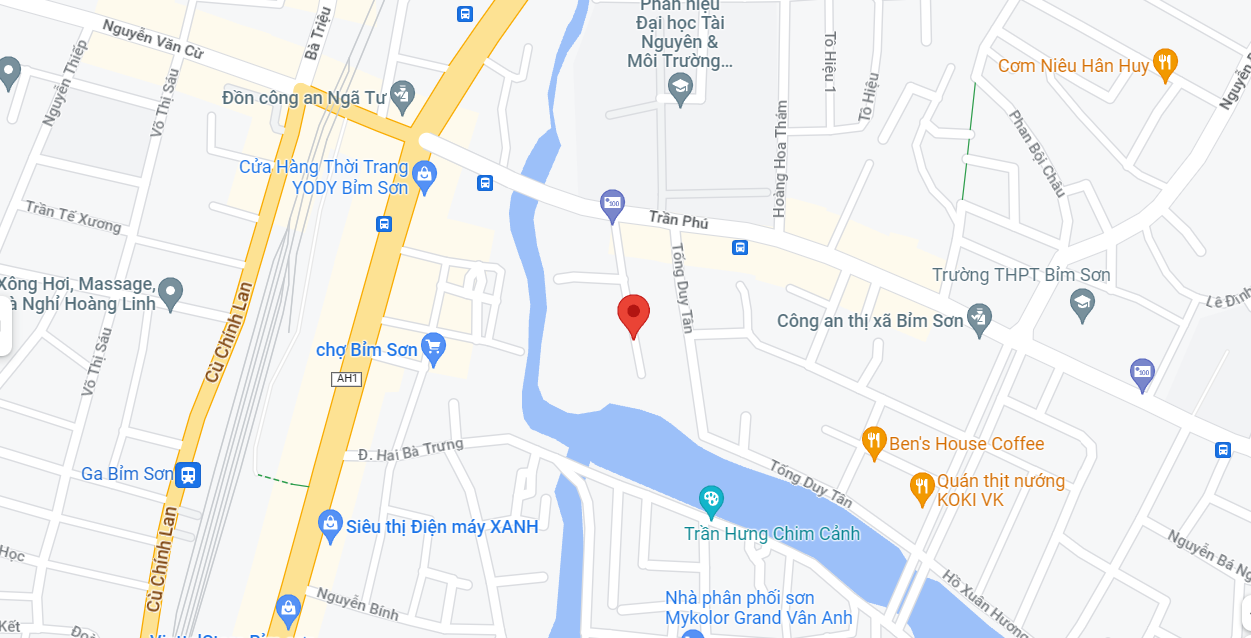 Phân hiệu
Đại học Tài
Nguyên &
Môi Trường...
Nguyễn Văn Cừ
Bà Triệu
Nguyễn Thiếp
Võ Thị Sáu
Đồn công an Ngã Tư
Cửa Hàng Thời Trang
YODY Bỉm Sơn
Tô Hiệu 1
Tô Hiệu
Cơm Niêu Hân Huy
Hoàng Hoa Thám
Phan Bội Châu
Trần Tế Xương
Trần Phú
Tống Duy Tân
Xông Hơi, Massage,
Nghỉ Hoàng Linh
Cù Chính Lan
Trường THPT Bỉm Sơn
Công an thị xã Bỉm Sơn
chợ Bỉm Sơn
AH1
Võ Thị Sáu
Đ. Hai Bà Trưng
Ben's House Coffee
Ga Bỉm Sơn
Quán thịt nướng
KOKI VK
Tống Duy Tân
Siêu thị Điện máy XANH
Trần Hưng Chim Cảnh
Cù Chính Lan
Học
Nguyễn Bính
Hồ Xuân Hương
Nguyễn Bá
Nhà phân phối sơn
Mykolor Grand Vân Anh
Kết